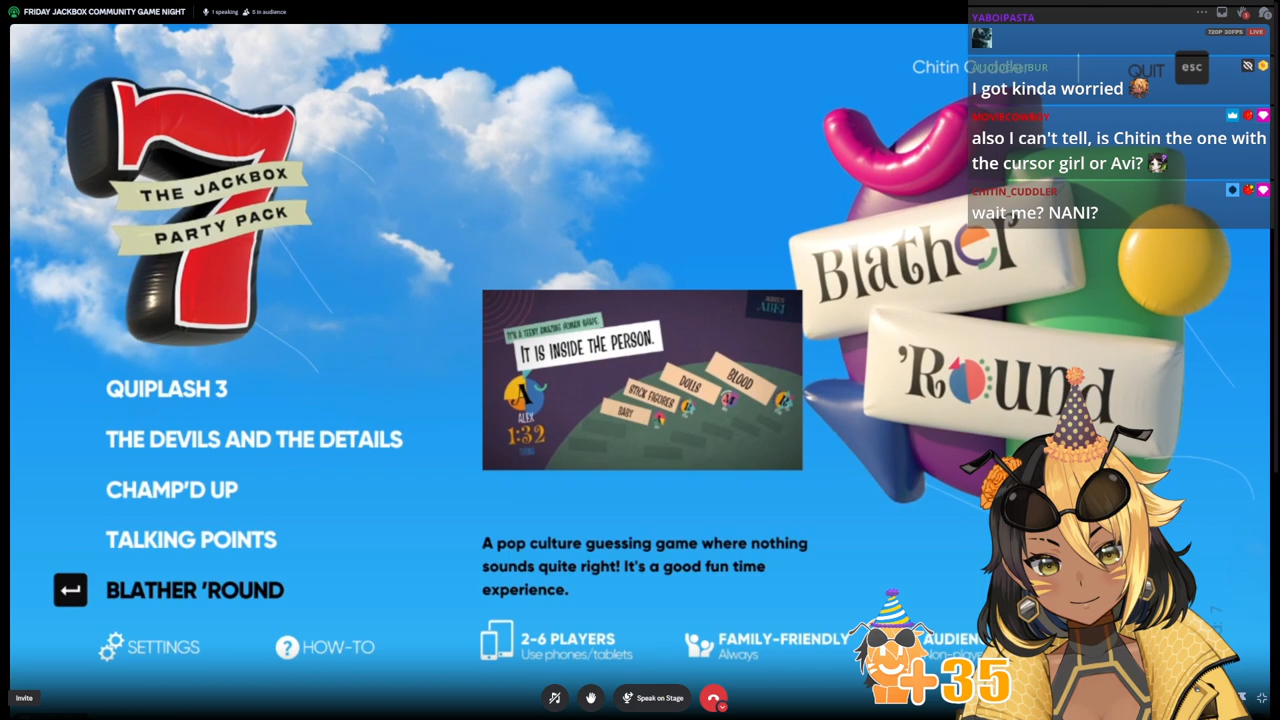 FRIDAY JACKBOX COMMUNITY GAME NIGHT
1 speaking
5 in audience
YABOIPASTA
720P 30FPS
LIVE
Chitin Cuddler
QUIT
esc
I got kinda worried
MOVIECOWBOY
also I can't tell, is Chitin the one with
the cursor girl or Avi?
CHITIN_CUDDLER
wait me? NANI?
7
THE JACKBOX
PARTY PACK
Blather
'Round
IT'S A TEENY AMAZING HUMAN SHAPE.
IT IS INSIDE THE PERSON.
BLOOD
DOLLS
STICK FIGURES
BABY
A
ALEX
1:32
QUIPLASH 3
THE DEVILS AND THE DETAILS
CHAMP'D UP
TALKING POINTS
BLATHER 'ROUND
A pop culture guessing game where nothing
sounds quite right! It's a good fun time
experience.
SETTINGS
? HOW-TO
2-6 PLAYERS
Use phones/tablets
FAMILY-FRIENDLY
Always
+35
Invite
Speak on Stage